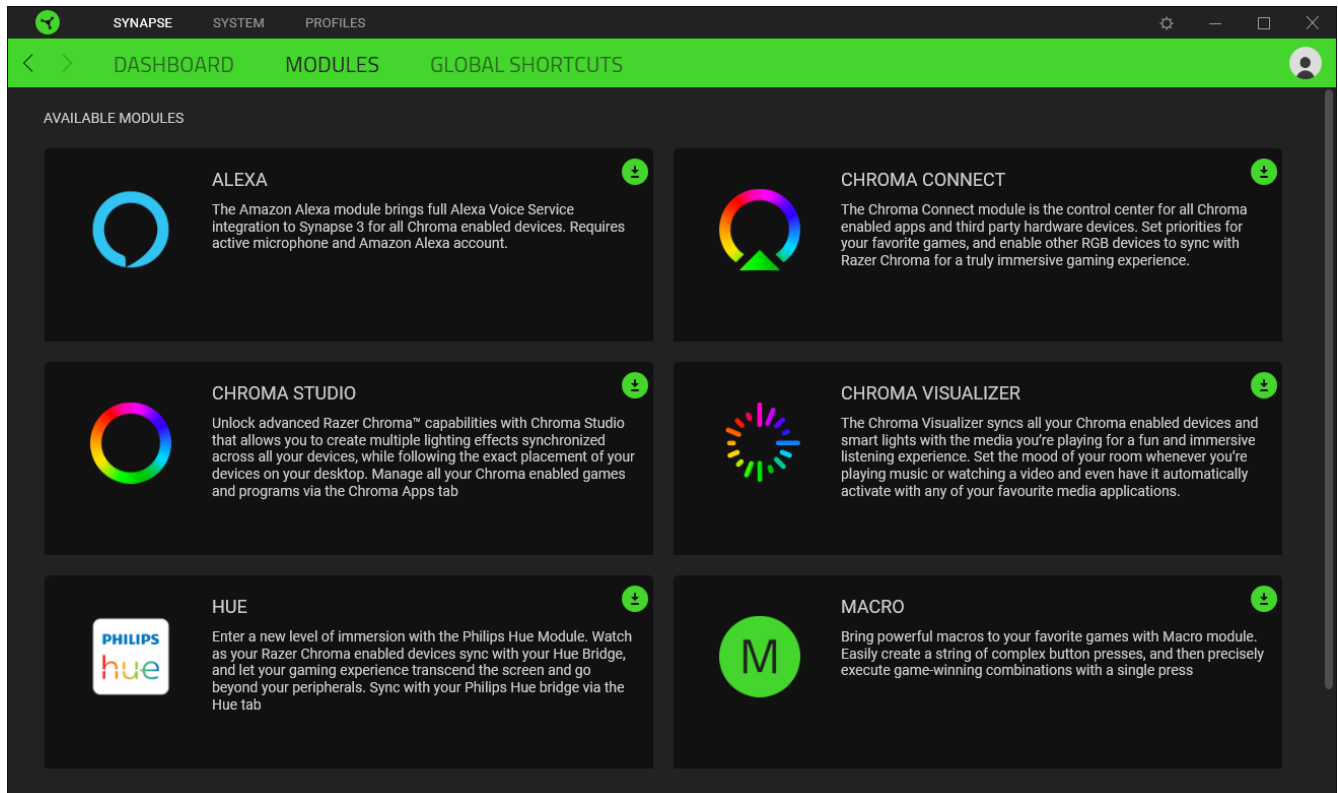 SYNAPSE SYSTEM PROFILES
DASHBOARD MODULES GLOBAL SHORTCUTS
AVAILABLE MODULES
ALEXA
The Amazon Alexa module brings full Alexa Voice Service
integration to Synapse 3 for all Chroma enabled devices. Requires
active microphone and Amazon Alexa account.
CHROMA CONNECT
The Chroma Connect module is the control center for all Chroma
enabled apps and third party hardware devices. Set priorities for
your favorite games, and enable other RGB devices to sync with
Razer Chroma for a truly immersive gaming experience.
CHROMA STUDIO
Unlock advanced Razer Chroma™ capabilities with Chroma Studio
that allows you to create multiple lighting effects synchronized
across all your devices, while following the exact placement of your
devices on your desktop. Manage all your Chroma enabled games
and programs via the Chroma Apps tab
CHROMA VISUALIZER
The Chroma Visualizer syncs all your Chroma enabled devices and
smart lights with the media you’re playing for a fun and immersive
listening experience. Set the mood of your room whenever you’re
playing music or watching a video and even have it automatically
activate with any of your favourite media applications.
PHILIPS
hue
HUE
Enter a new level of immersion with the Philips Hue Module. Watch
as your Razer Chroma enabled devices sync with your Hue Bridge,
and let your gaming experience transcend the screen and go
beyond your peripherals. Sync with your Philips Hue bridge via the
Hue tab
M
MACRO
Bring powerful macros to your favorite games with Macro module.
Easily create a string of complex button presses, and then precisely
execute game-winning combinations with a single press